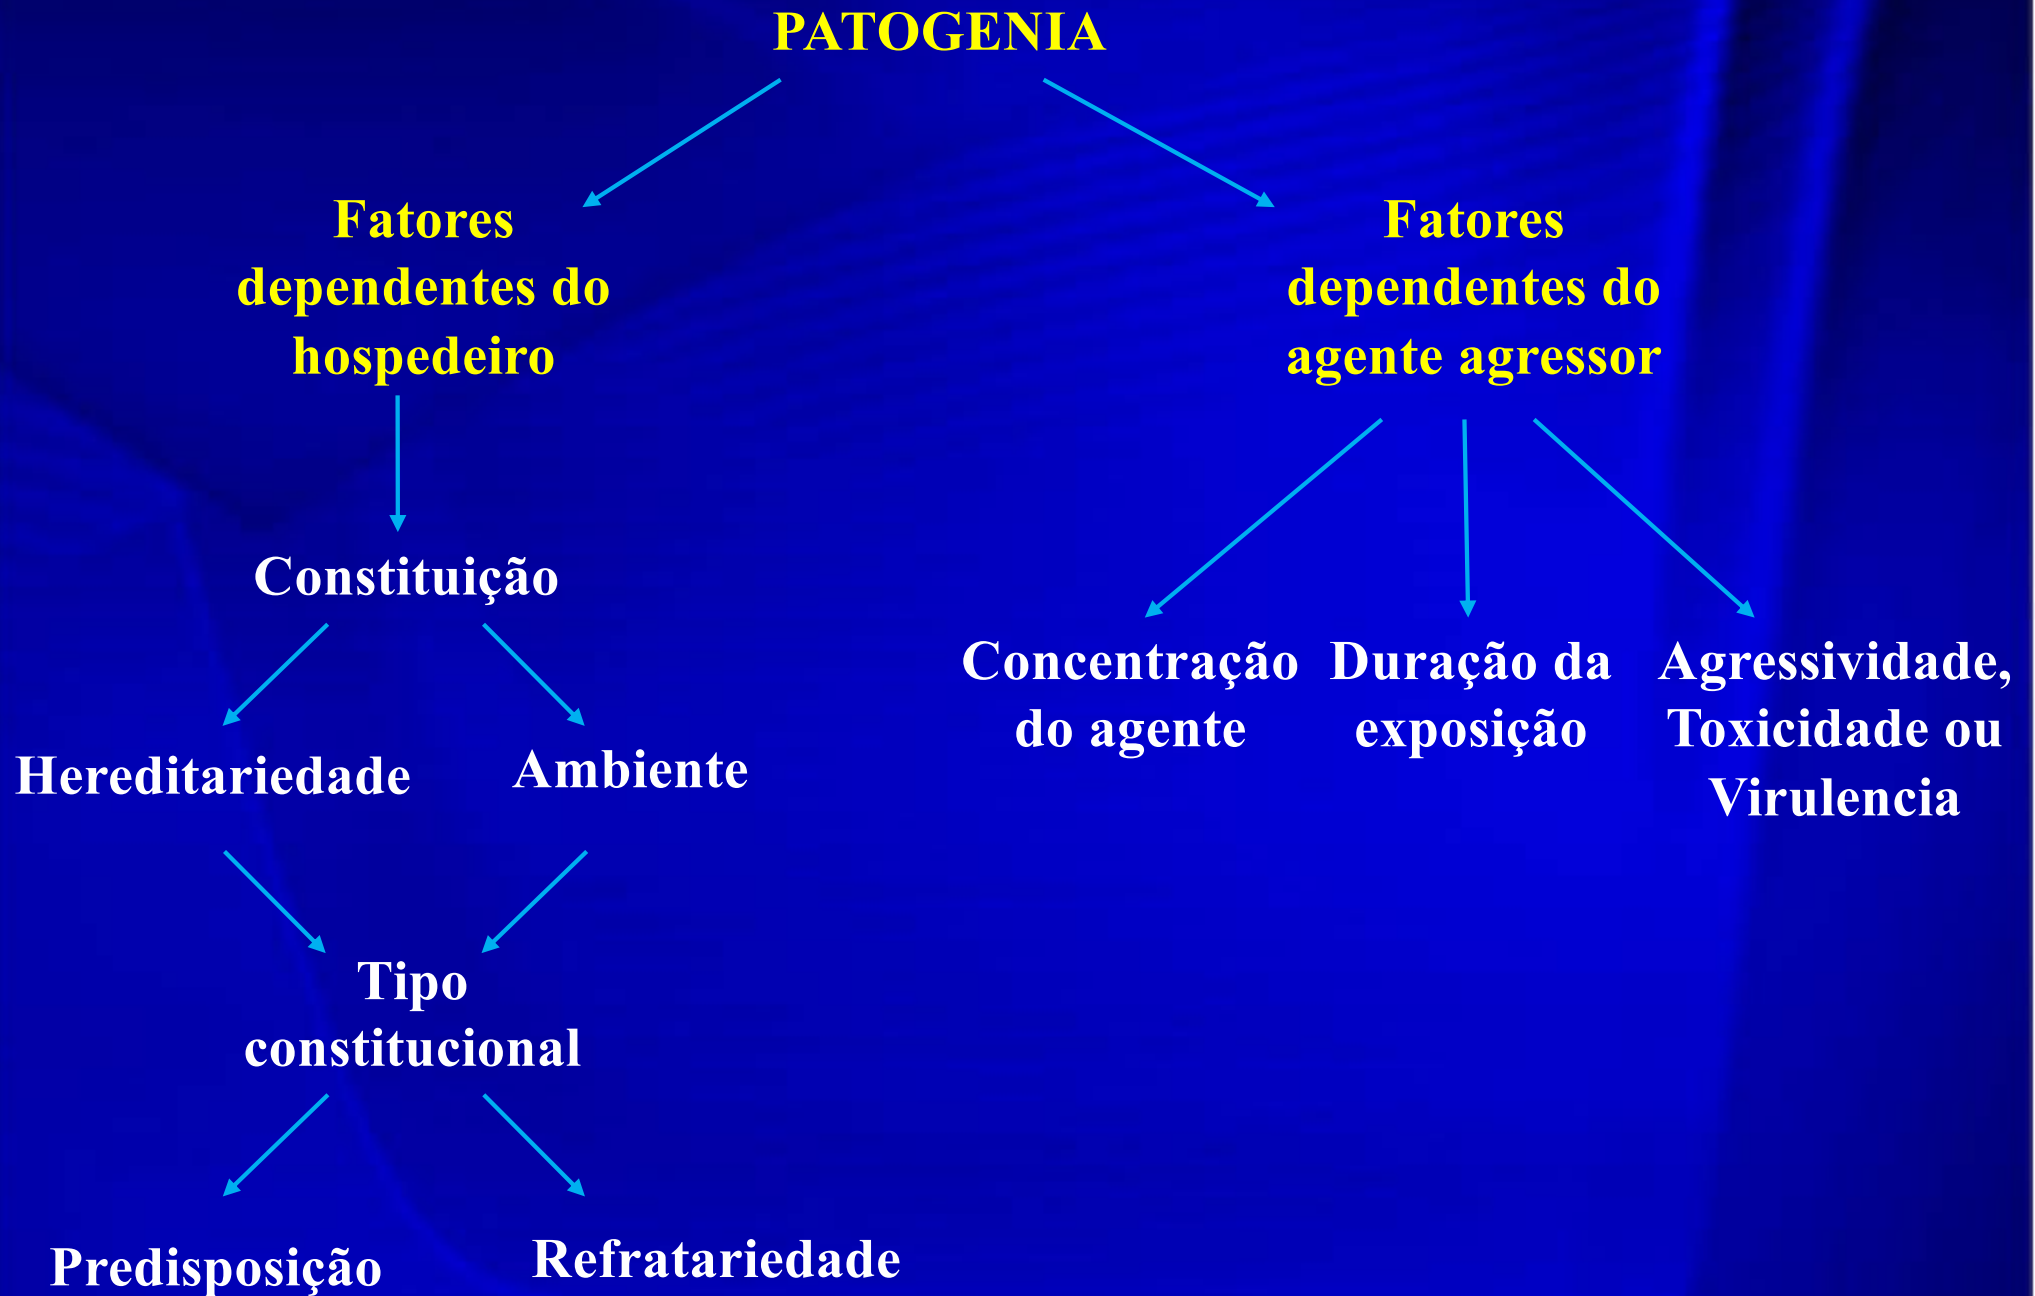 PATOGENIA
Fatores
dependentes do
hospedeiro
Fatores
dependentes do
agente agressor
Constituição
Hereditariedade
Ambiente
Concentração
do agente
Duração da
exposição
Agressividade,
Toxicidade ou
Virulencia
Tipo
constitucional
Predisposição
Refratariedade